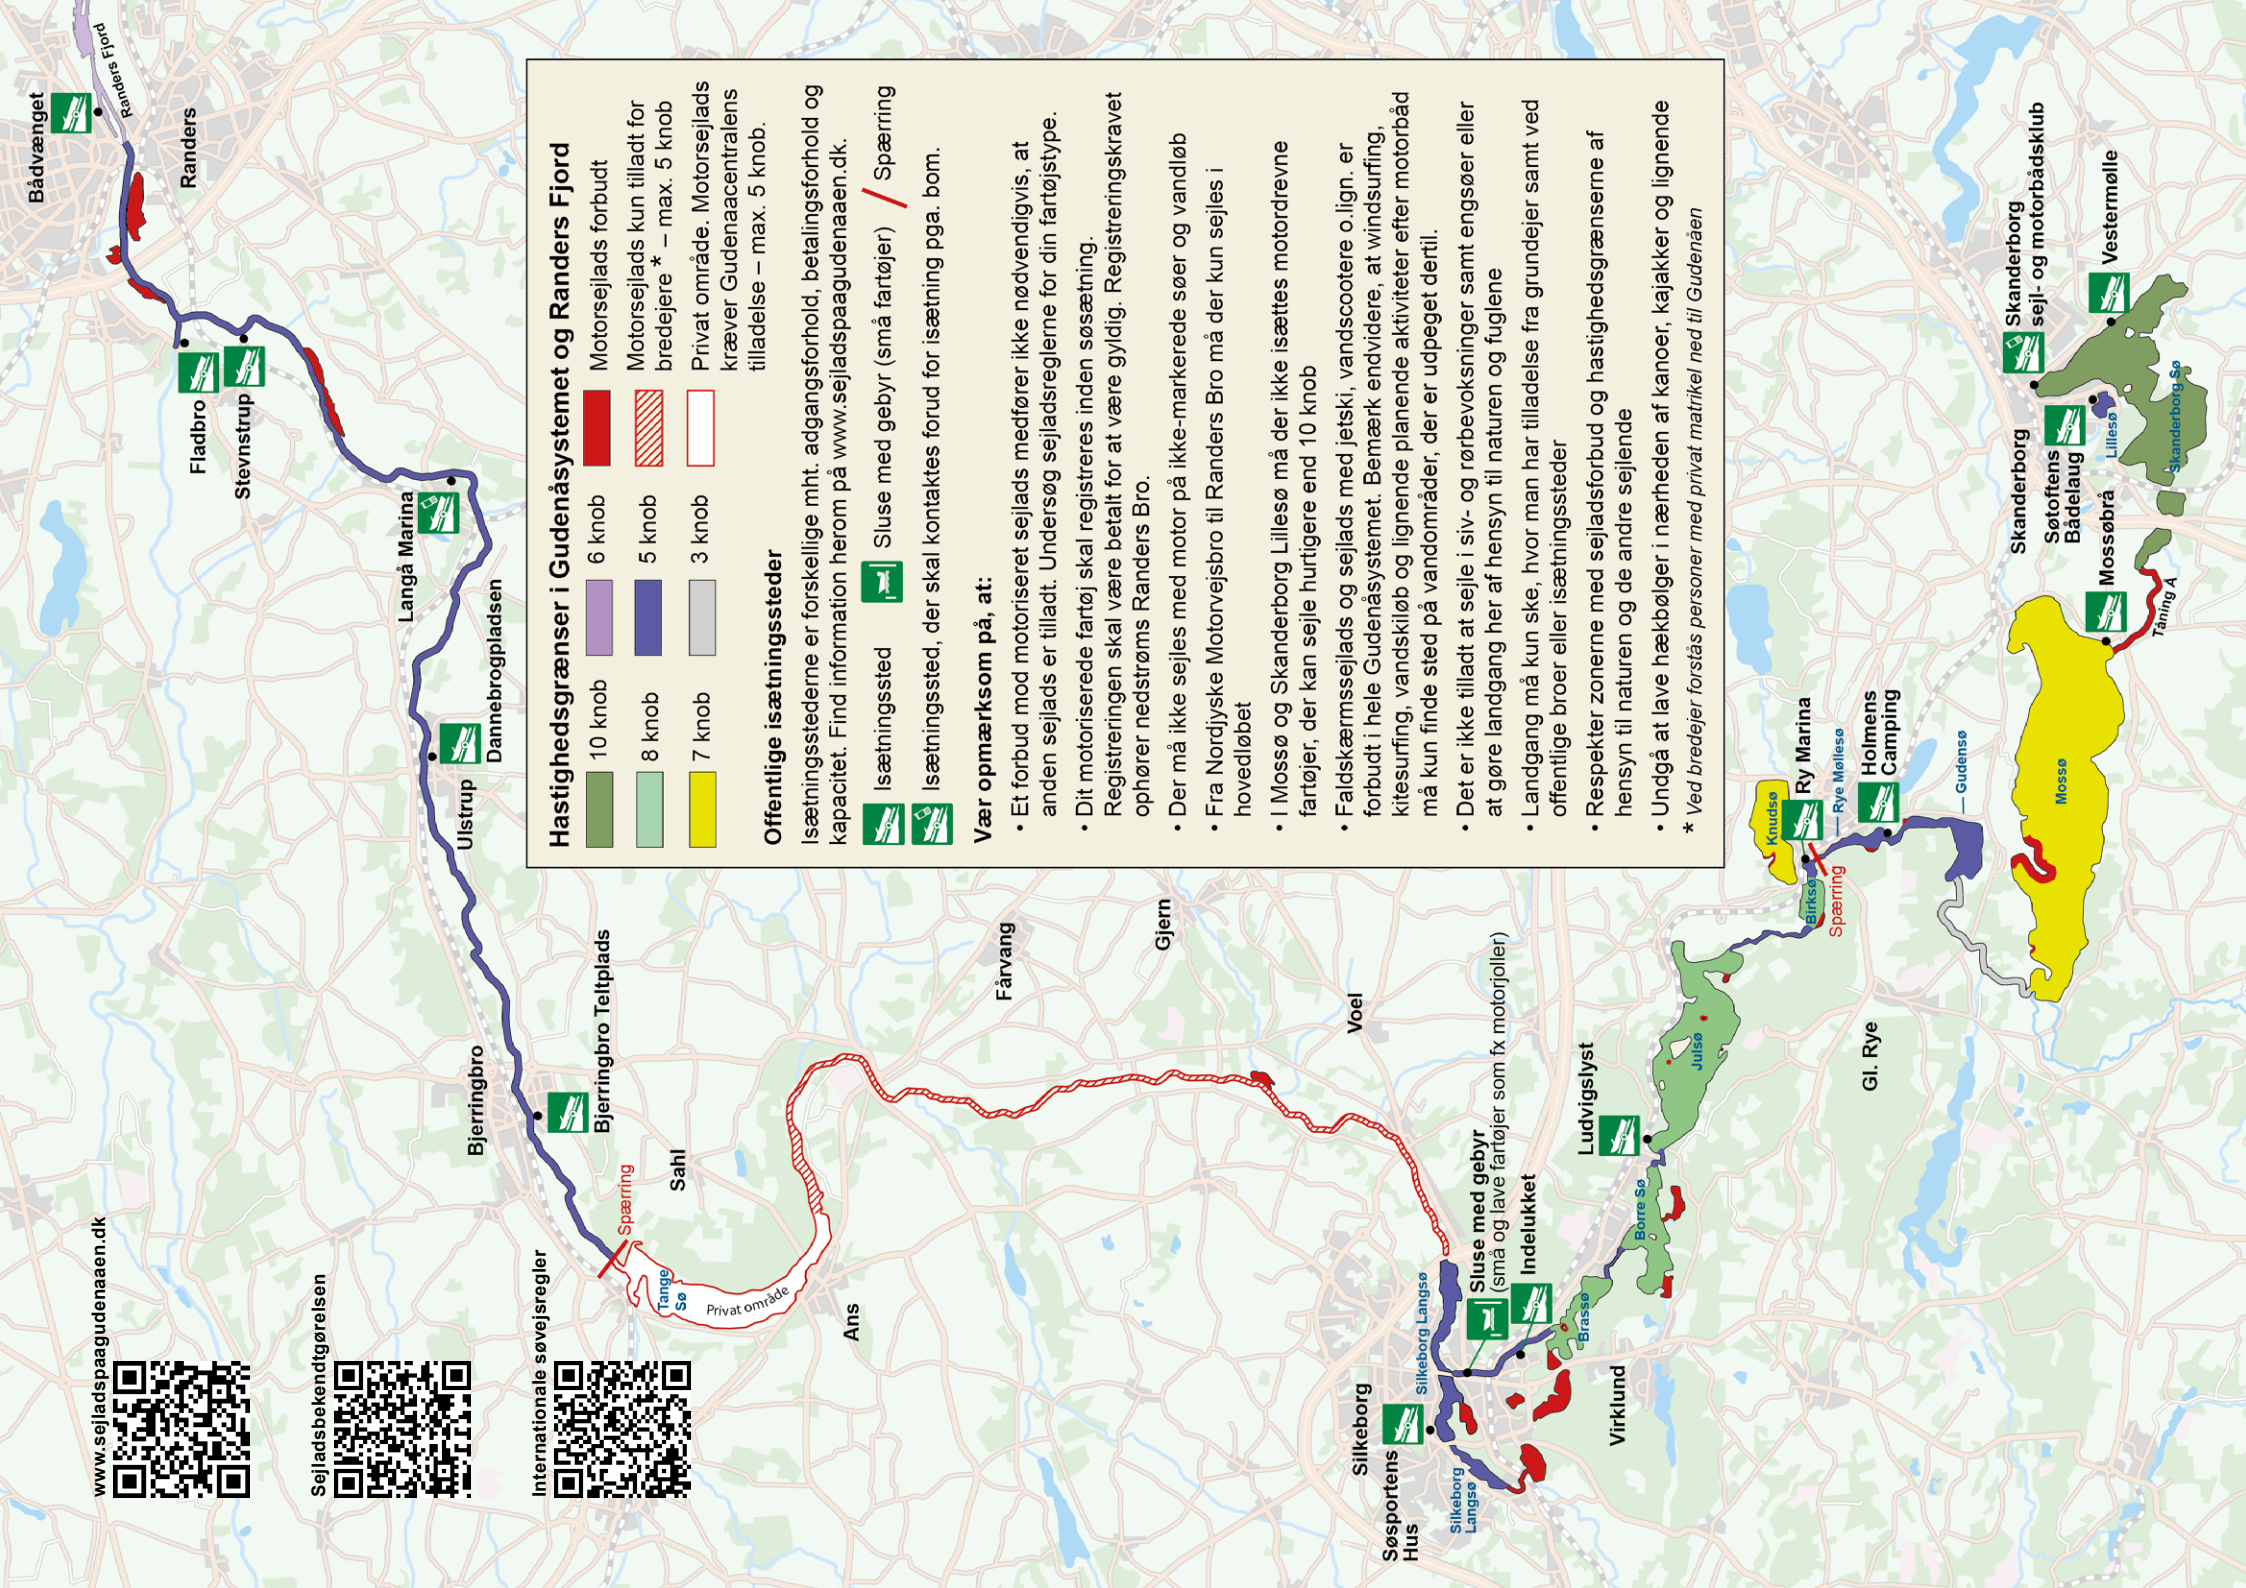 www.sejladspaagudenaaen.dk
Sejladsbekendtgørelsen
Internationale søvejsregler
Hastighedsgrænser i Gudenåsystemet og Randers Fjord
10 knob
8 knob
7 knob
6 knob
5 knob
3 knob
Motorsejlads forbudt
Motorsejlads kun tilladt for
bredejere * – max. 5 knob
Privat område. Motorsejlads
kræver Gudenaacentralens
tilladelse – max. 5 knob.
Offentlige isætningssteder
Isætningsstederne er forskellige mht. adgangsforhold, betalingsforhold og
kapacitet. Find information herom på www.sejladspaagudenaaen.dk.
Isætningssted
Sluse med gebyr (små fartøjer)
Spærring
Isætningssted, der skal kontaktes forud for isætning pga. bom.
Vær opmærksom på, at:
• Et forbud mod motoriseret sejlads medfører ikke nødvendigvis, at
anden sejlads er tilladt. Undersøg sejladsreglerne for din fartøjstype.
• Dit motoriserede fartøj skal registreres inden søsætning.
Registreringen skal være betalt for at være gyldig. Registreringskravet
ophører nedstrøms Randers Bro.
• Der må ikke sejles med motor på ikke-markerede søer og vandløb
• Fra Nordjyske Motorvejsbro til Randers Bro må der kun sejles i
hovedløbet
• I Mossø og Skanderborg Lillesø må der ikke isættes motordrevne
fartøjer, der kan sejle hurtigere end 10 knob
• Faldskærmssejlads og sejlads med jetski, vandscootere o.lign. er
forbudt i hele Gudenåsystemet. Bemærk endvidere, at windsurfing,
kitesurfing, vandskiløb og lignende planende aktiviteter efter motorbåd
må kun finde sted på vandområder, der er udpeget dertil.
• Det er ikke tilladt at sejle i siv- og rørbevoksninger samt engsøer eller
at gøre landgang her af hensyn til naturen og fuglene
• Landgang må kun ske, hvor man har tilladelse fra grundejer samt ved
offentlige broer eller isætningssteder
• Respekter zonerne med sejladsforbud og hastighedsgrænserne af
hensyn til naturen og de andre sejlende
• Undgå at lave hækbølger i nærheden af kanoer, kajakker og lignende
* Ved bredejer forstås personer med privat matrikel ned til Gudenåen
Bådvænget
Randers Fjord
Randers
Fladbro
Stevnstrup
Langå Marina
Dannebrogpladsen
Ulstrup
Bjerringbro
Bjerringbro Teltplads
Spærring
Sahl
Tange
Sø
Privat område
Ans
Fårvang
Gjern
Voel
Silkeborg
Søsportens
Hus
Silkeborg
Langsø
Silkeborg Langsø
Sluse med gebyr
(små og lave fartøjer som fx motorjoller)
Indelukket
Brassø
Virklund
Borre Sø
Ludvigslyst
Julsø
Gl. Rye
Birksø
Spærring
Knudsø
Ry Marina
Rye Møllesø
Holmens
Camping
Gudensø
Mossø
Mossøbrå
Tåning Å
Skanderborg
Søtoftens
Bådelaug
Lillesø
Skanderborg Sø
Skanderborg
sejl- og motorbådsklub
Vestermølle